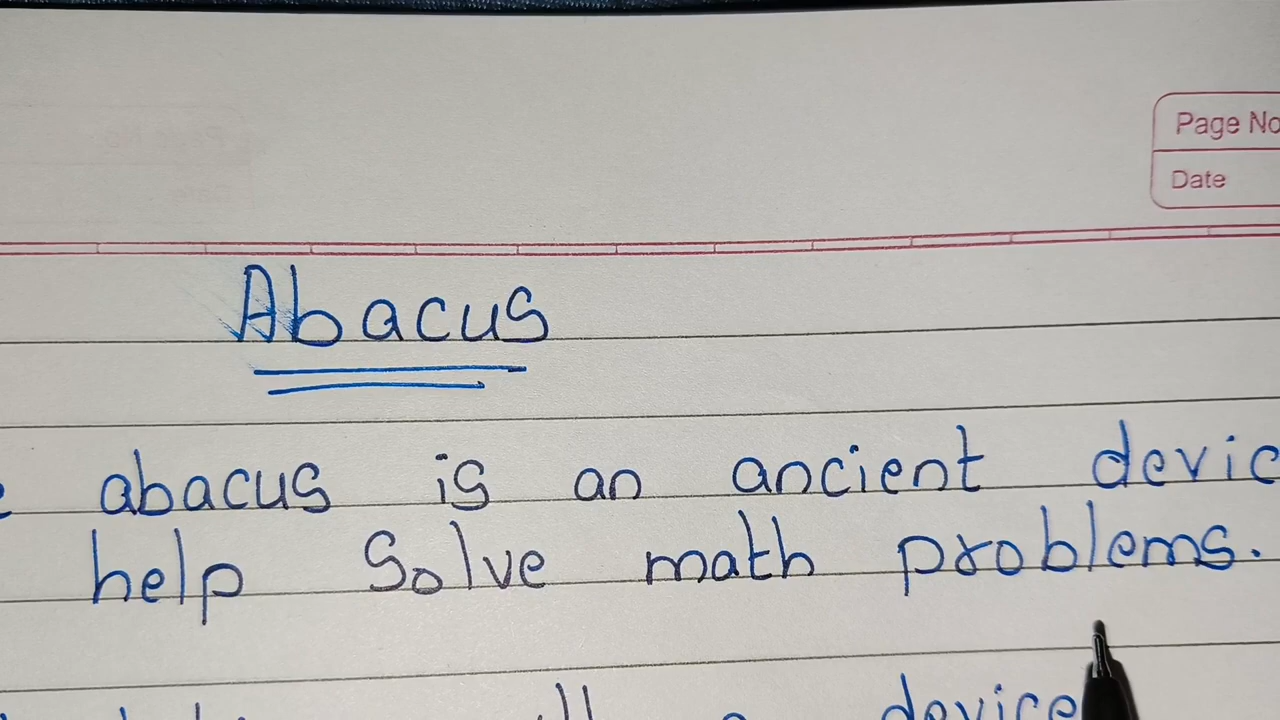 Page No
Date
Abacus
abacus is an ancient devic
help Solve math problems.
device